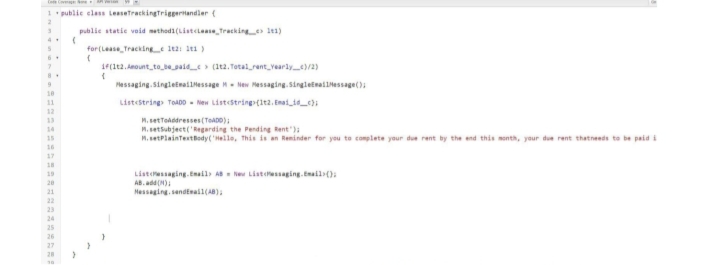 Code Coverage: None API Version: 59
1 public class LeaseTrackingTriggerHandler {
2
3 public static void method1(List<Lease_Tracking__c> lt1)
4 {
5 for(Lease_Tracking__c lt2: lt1 )
6 {
7 if(lt2.Amount_to_be_paid__c > (lt2.Total_rent_Yearly__c)/2)
8 {
9 Messaging.SingleEmailMessage M = New Messaging.SingleEmailMessage();
10
11 List<String> ToADD = New List<String>{lt2.Emai_id__c};
12
13 M.setToAddresses(ToADD);
14 M.setSubject('Regarding the Pending Rent');
15 M.setPlainTextBody('Hello, This is an Reminder for you to complete your due rent by the end this month, your due rent thatneeds to be paid i
16
17
18
19 List<Messaging.Email> AB = New List<Messaging.Email>{};
20 AB.add(M);
21 Messaging.sendEmail(AB);
22
23
24
25
26 }
27 }
28 }